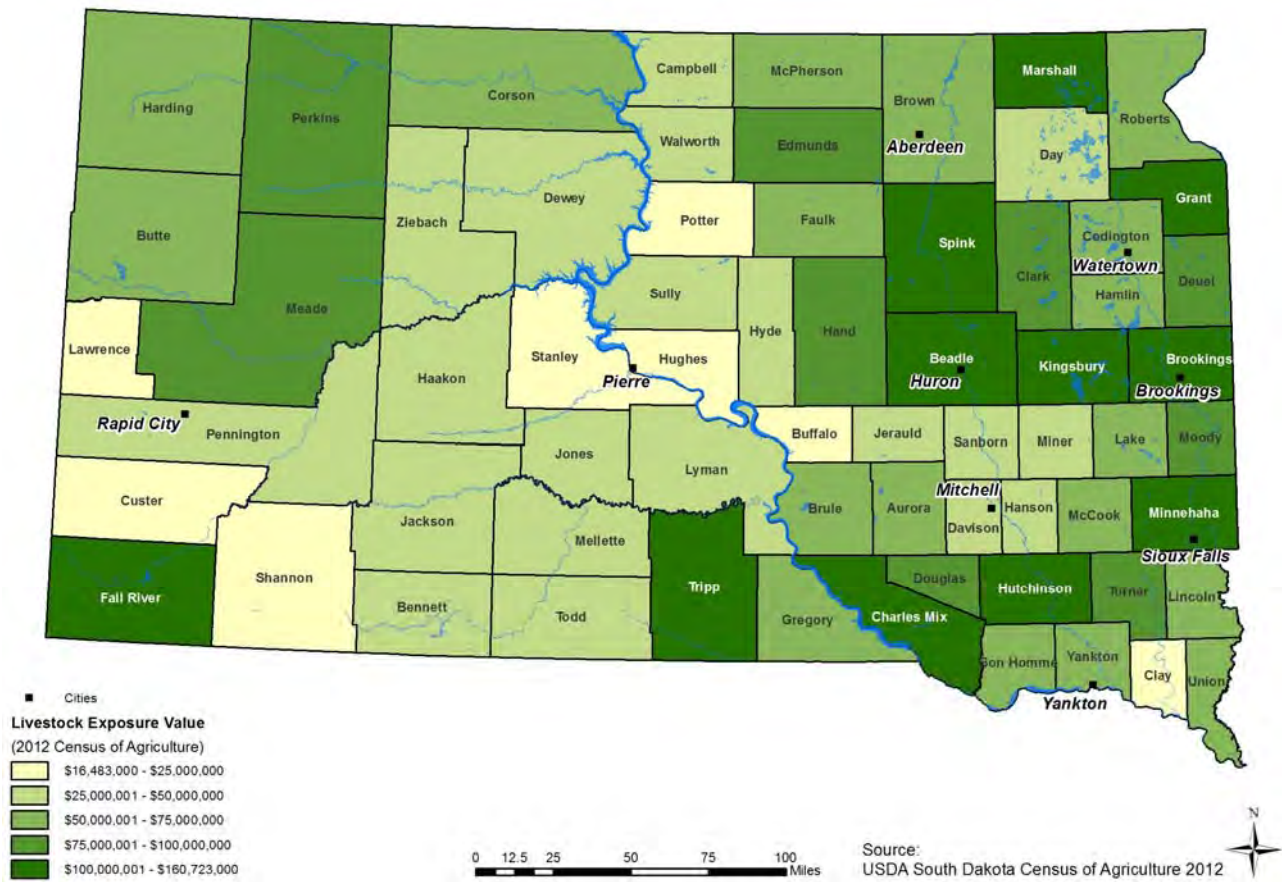 Campbell
McPherson
Marshall
Harding
Perkins
Corson
Brown
Roberts
Walworth
Edmunds
Aberdeen
Day
Dewey
Grant
Butte
Ziebach
Potter
Faulk
Spink
Codington
Watertown
Clark
Deuel
Meade
Sully
Hamlin
Hyde
Hand
Lawrence
Stanley
Hughes
Beadle
Kingsbury
Brookings
Haakon
Pierre
Huron
Brookings
Rapid City
Pennington
Buffalo
Jerauld
Sanborn
Miner
Lake
Moody
Jones
Lyman
Custer
Mitchell
Jackson
Brule
Aurora
Davison
Hanson
McCook
Minnehaha
Mellette
Sioux Falls
Shannon
Fall River
Tripp
Douglas
Hutchinson
Turner
Lincoln
Bennett
Todd
Gregory
Charles Mix
Bon Homme
Yankton
Clay
Union
Yankton
Cities
Livestock Exposure Value
(2012 Census of Agriculture)
$16,483,000 - $25,000,000
$25,000,001 - $50,000,000
$50,000,001 - $75,000,000
$75,000,001 - $100,000,000
$100,000,001 - $160,723,000
0 12.5 25 50 75 100
Miles
Source:
USDA South Dakota Census of Agriculture 2012
N